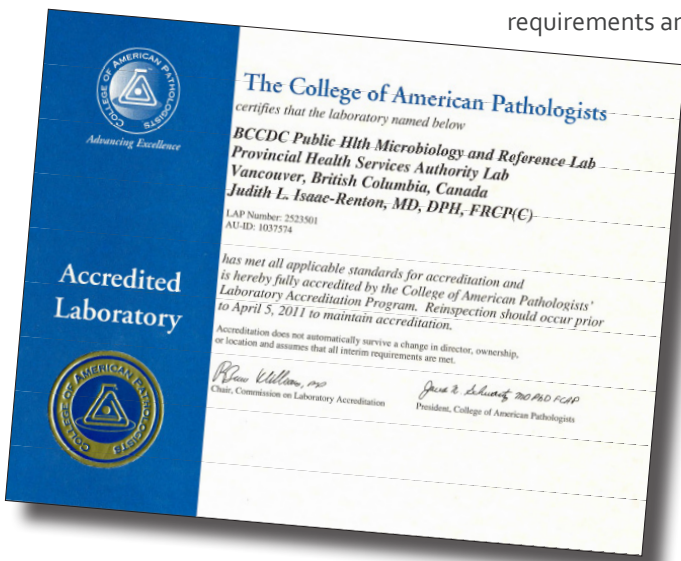 requirements an
COLLEGE OF AMERICAN PATHOLOGISTS
Advancing Excellence
The College of American Pathologists
certifies that the laboratory named below
BCCDC Public Hlth Microbiology and Reference Lab
Provincial Health Services Authority Lab
Vancouver, British Columbia, Canada
Judith L. Isaac-Renton, MD, DPH, FRCP(C)
LAP Number: 2523501
AU-ID: 1037574
Accredited
Laboratory
has met all applicable standards for accreditation and
is hereby fully accredited by the College of American Pathologists'
Laboratory Accreditation Program. Reinspection should occur prior
to April 5, 2011 to maintain accreditation.
Accreditation does not automatically survive a change in director, ownership,
or location and assumes that all interim requirements are met.
Chair, Commission on Laboratory Accreditation
President, College of American Pathologists
COLLEGE OF AMERICAN PATHOLOGISTS